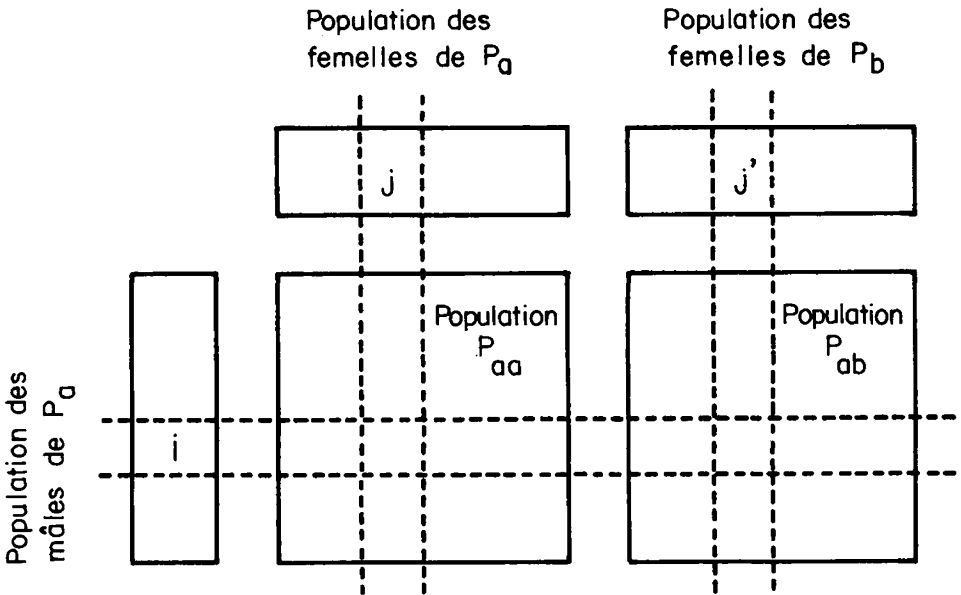 Population des
femelles de Pa
Population des
femelles de Pb
j
j'
Population
Paa
Population
Pab
Population des
mâles de Pa
i